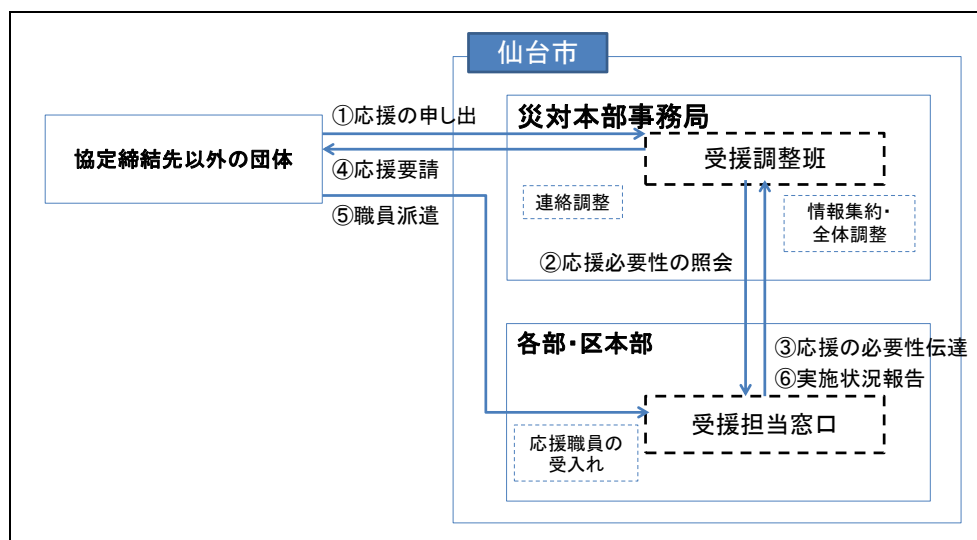 仙台市
①応援の申し出
災対本部事務局
協定締結先以外の団体
受援調整班
④応援要請
⑤職員派遣
連絡調整
情報集約・
全体調整
②応援必要性の照会
各部・区本部
③応援の必要性伝達
⑥実施状況報告
受援担当窓口
応援職員の
受入れ